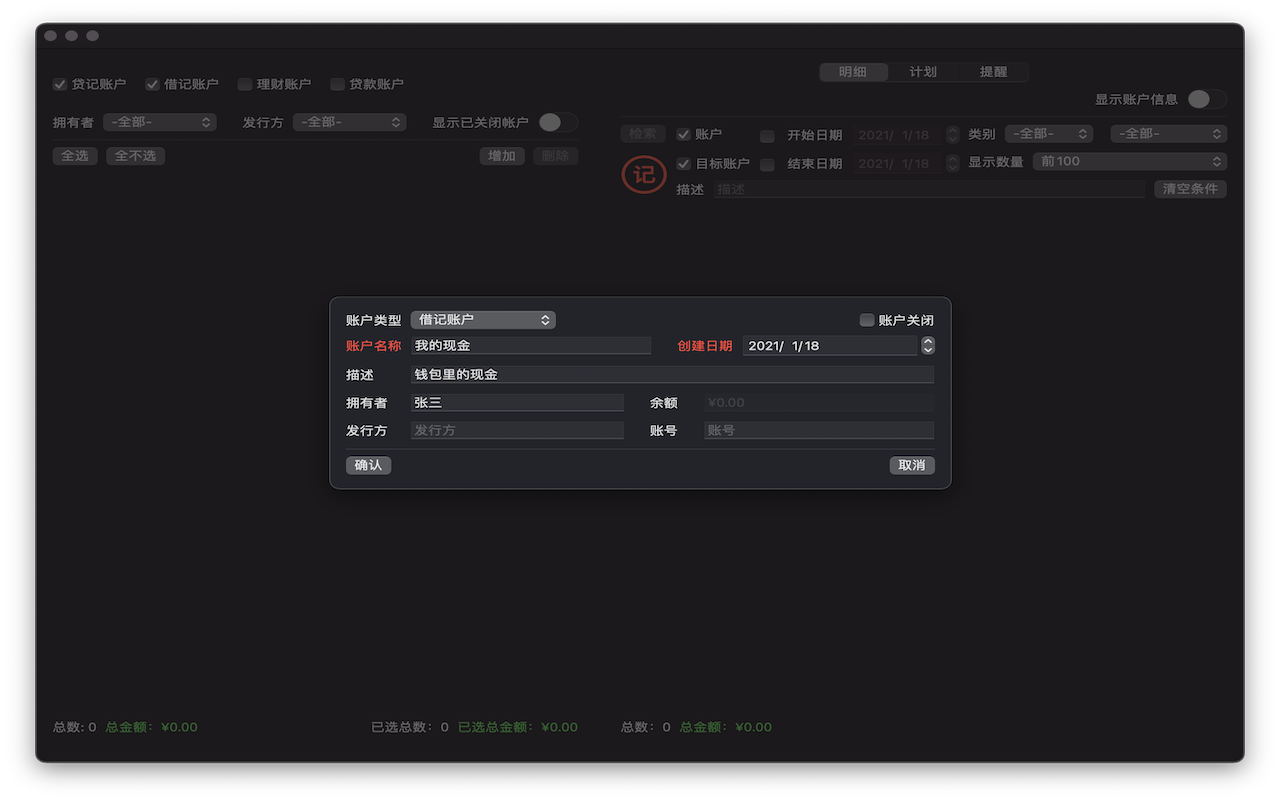 贷记账户 借记账户 理财账户 贷款账户
拥有者 -全部- 发行方 -全部- 显示已关闭帐户
全选 全不选 增加 删除
明细 计划 提醒
显示账户信息
检索 账户 开始日期 2021/ 1/18 类别 -全部- -全部-
记 目标账户 结束日期 2021/ 1/18 显示数量 前100
描述 描述 清空条件
账户类型 借记账户 账户关闭
账户名称 我的现金 创建日期 2021/ 1/18
描述 钱包里的现金
拥有者 张三 余额 ¥0.00
发行方 发行方 账号 账号
确认 取消
总数: 0 总金额: ¥0.00 已选总数: 0 已选总金额: ¥0.00 总数: 0 总金额: ¥0.00